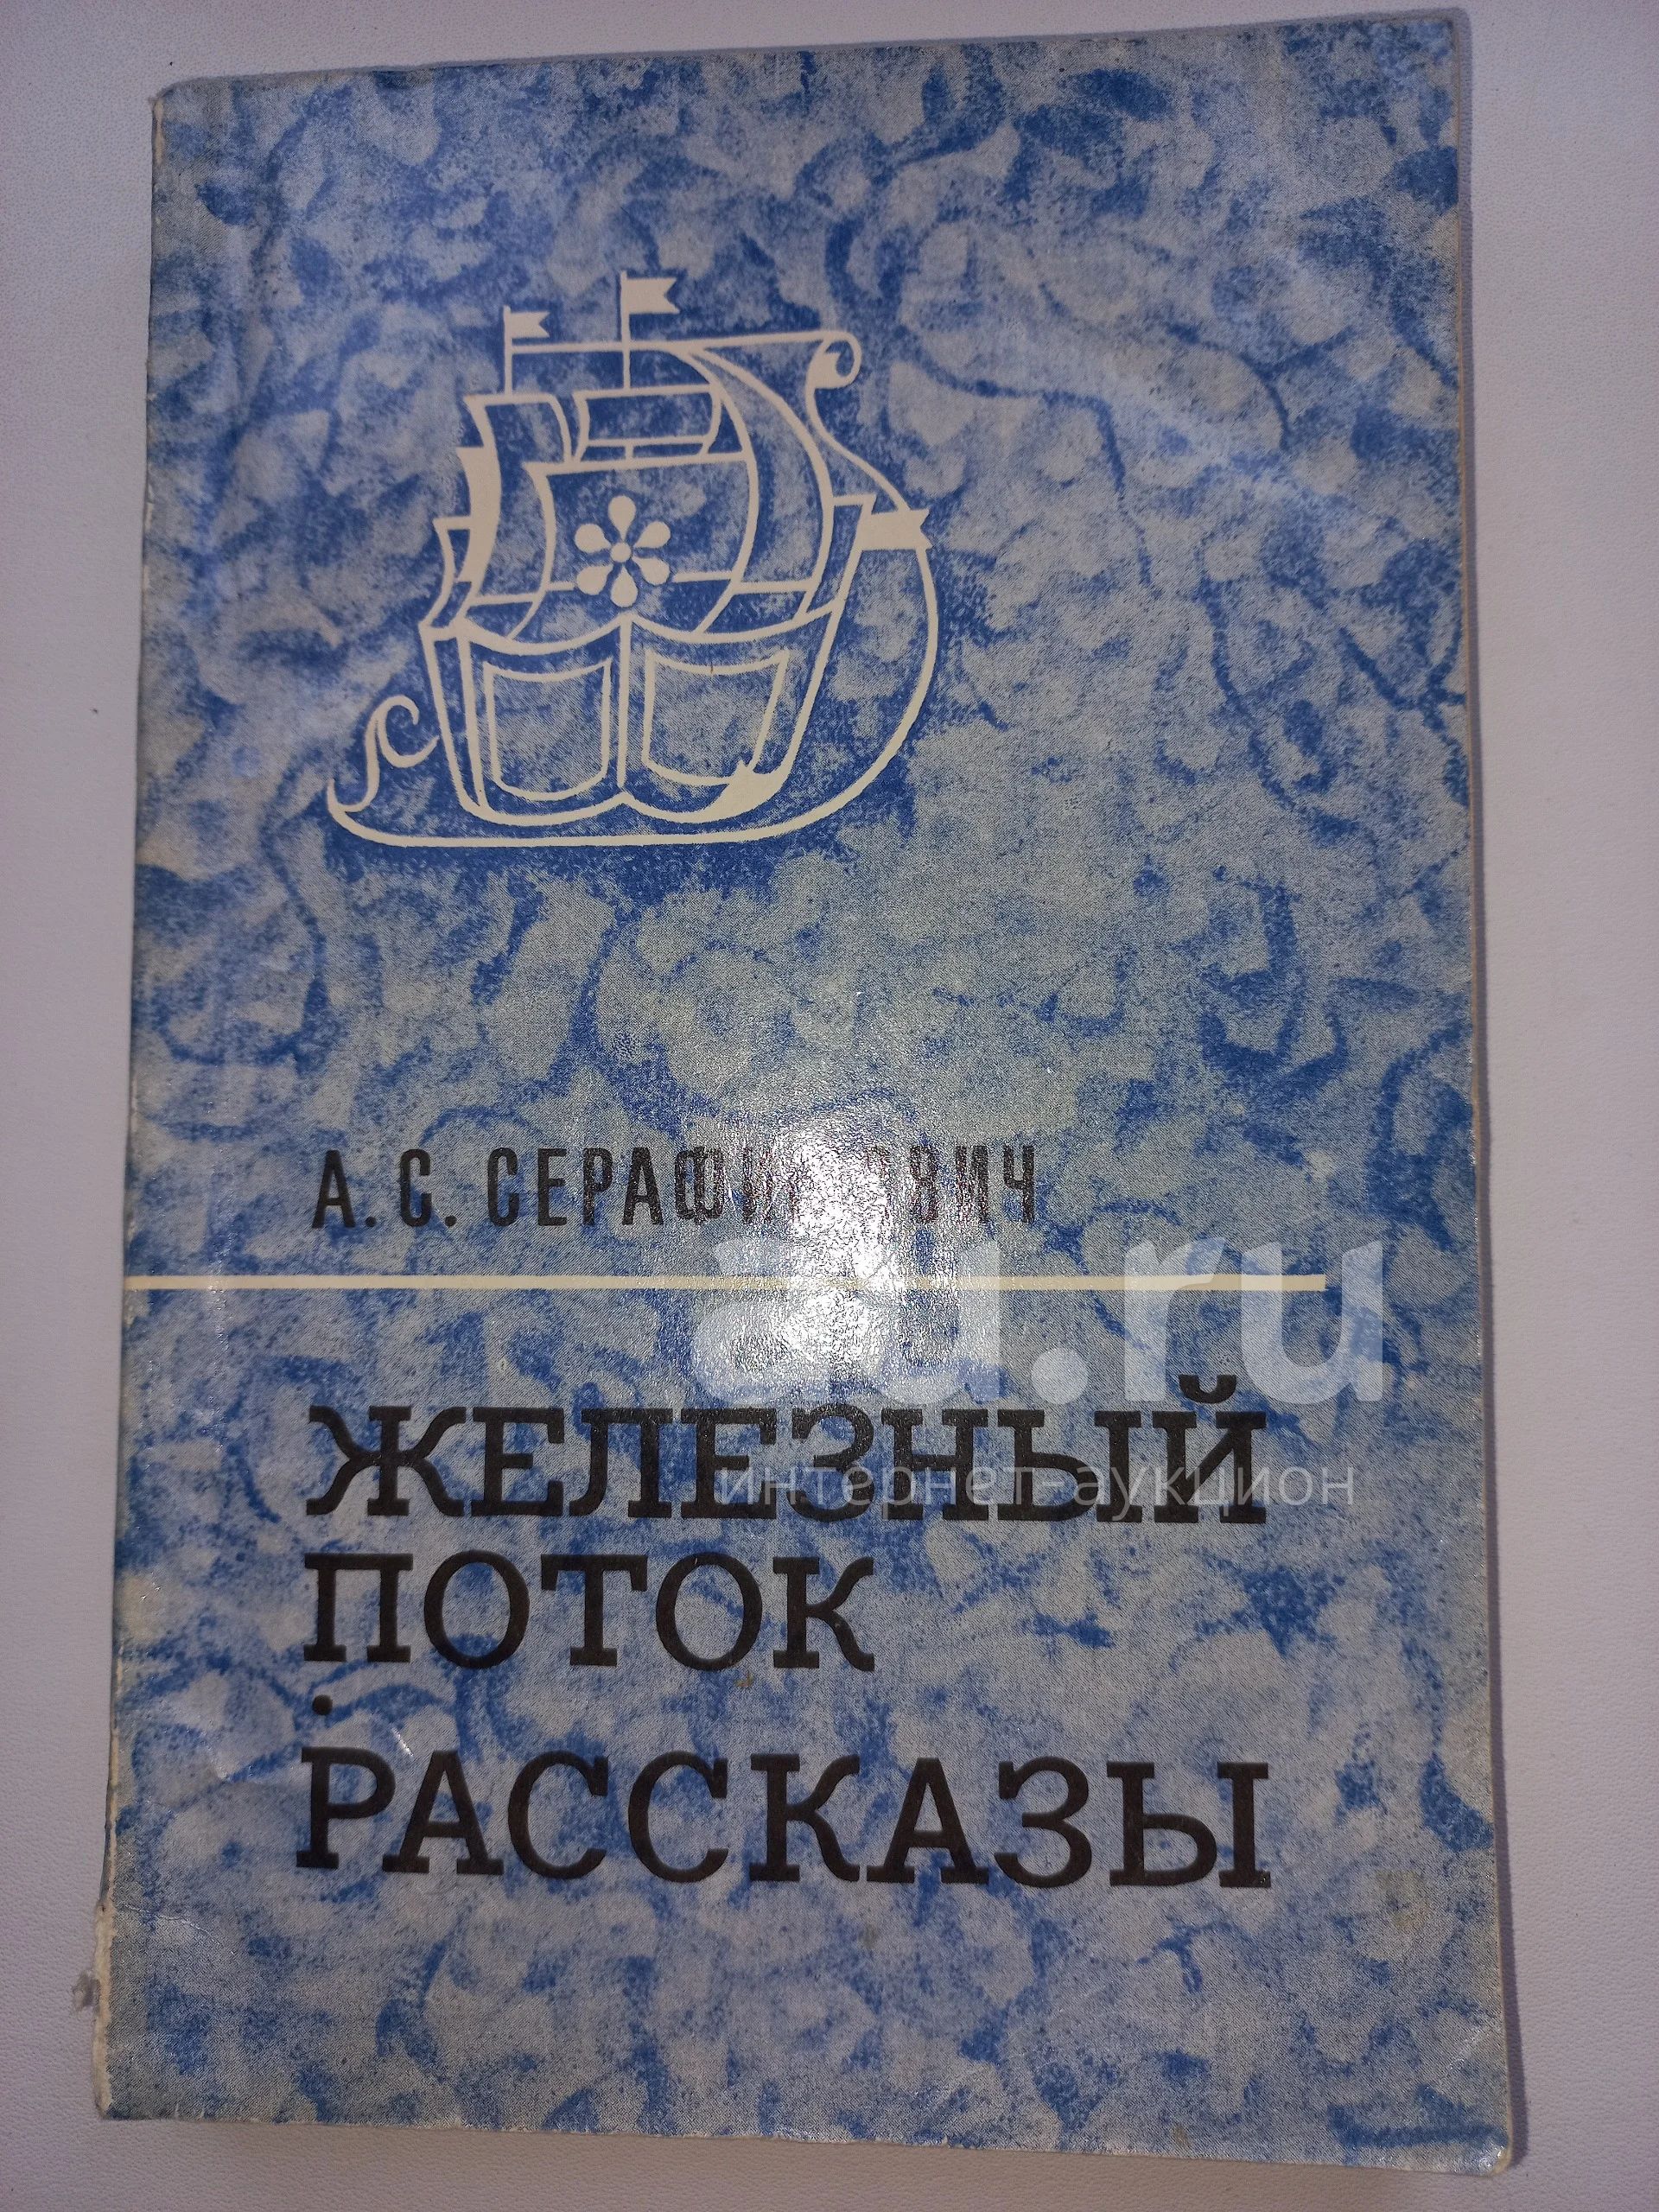 А. С. СЕРАФИМОВИЧ
au.ru
ЖЕЛЕЗНЫЙ
интернет-аукцион
ПОТОК
·
РАССКАЗЫ